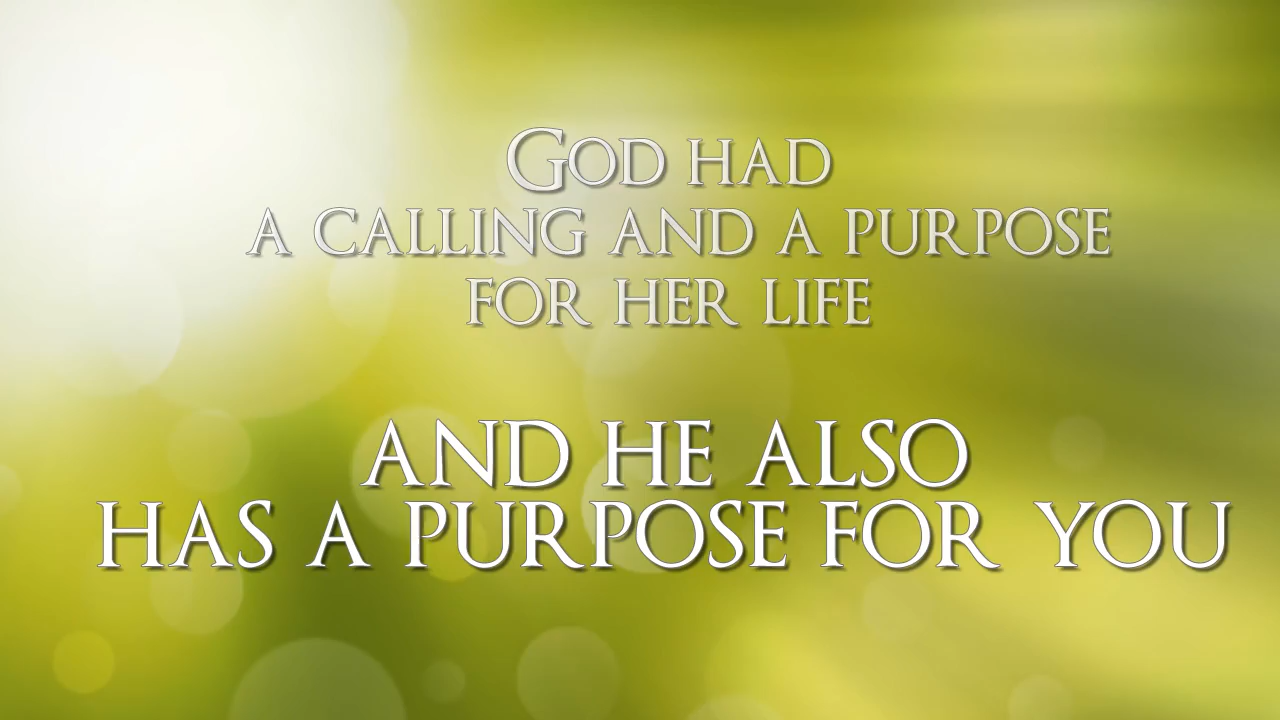 GOD HAD
A CALLING AND A PURPOSE
FOR HER LIFE
AND HE ALSO
HAS A PURPOSE FOR YOU